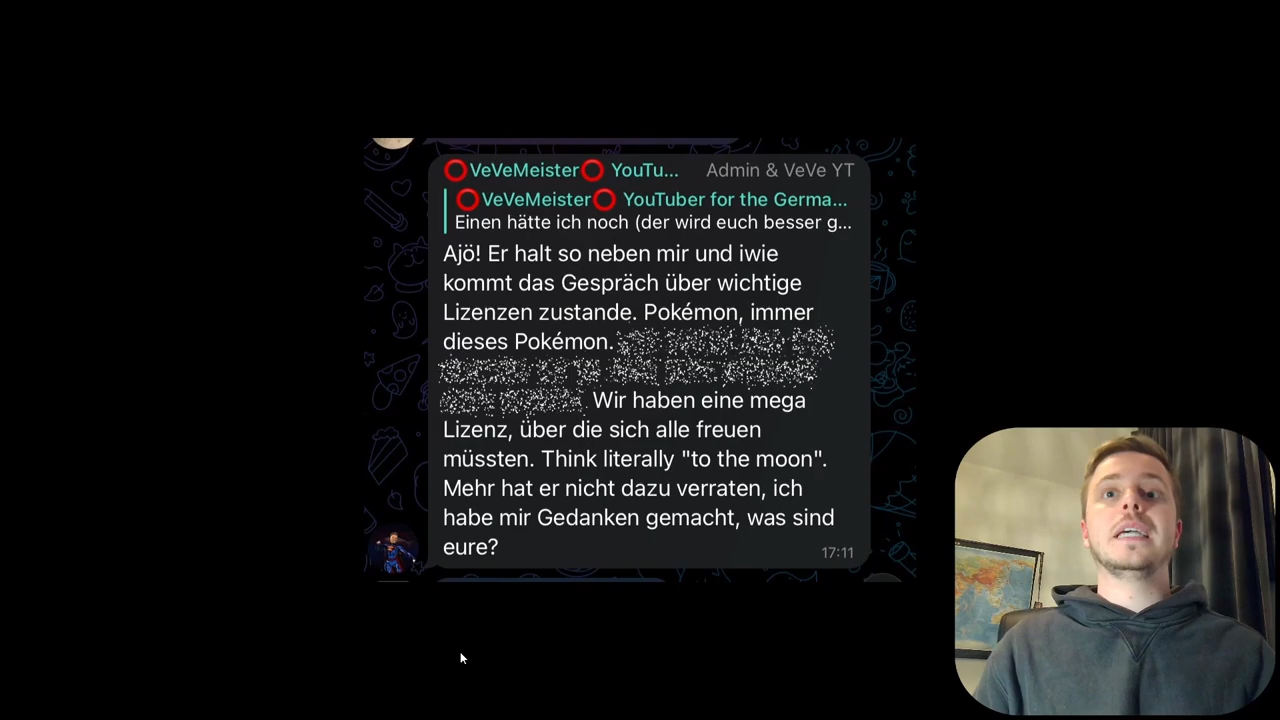 ⭕VeVeMeister⭕ YouTu... Admin & VeVe YT
⭕VeVeMeister⭕ YouTuber for the Germa...
Einen hätte ich noch (der wird euch besser g...
Ajö! Er halt so neben mir und iwie
kommt das Gespräch über wichtige
Lizenzen zustande. Pokémon, immer
dieses Pokémon.
Wir haben eine mega
Lizenz, über die sich alle freuen
müssten. Think literally "to the moon".
Mehr hat er nicht dazu verraten, ich
habe mir Gedanken gemacht, was sind
eure?
17:11